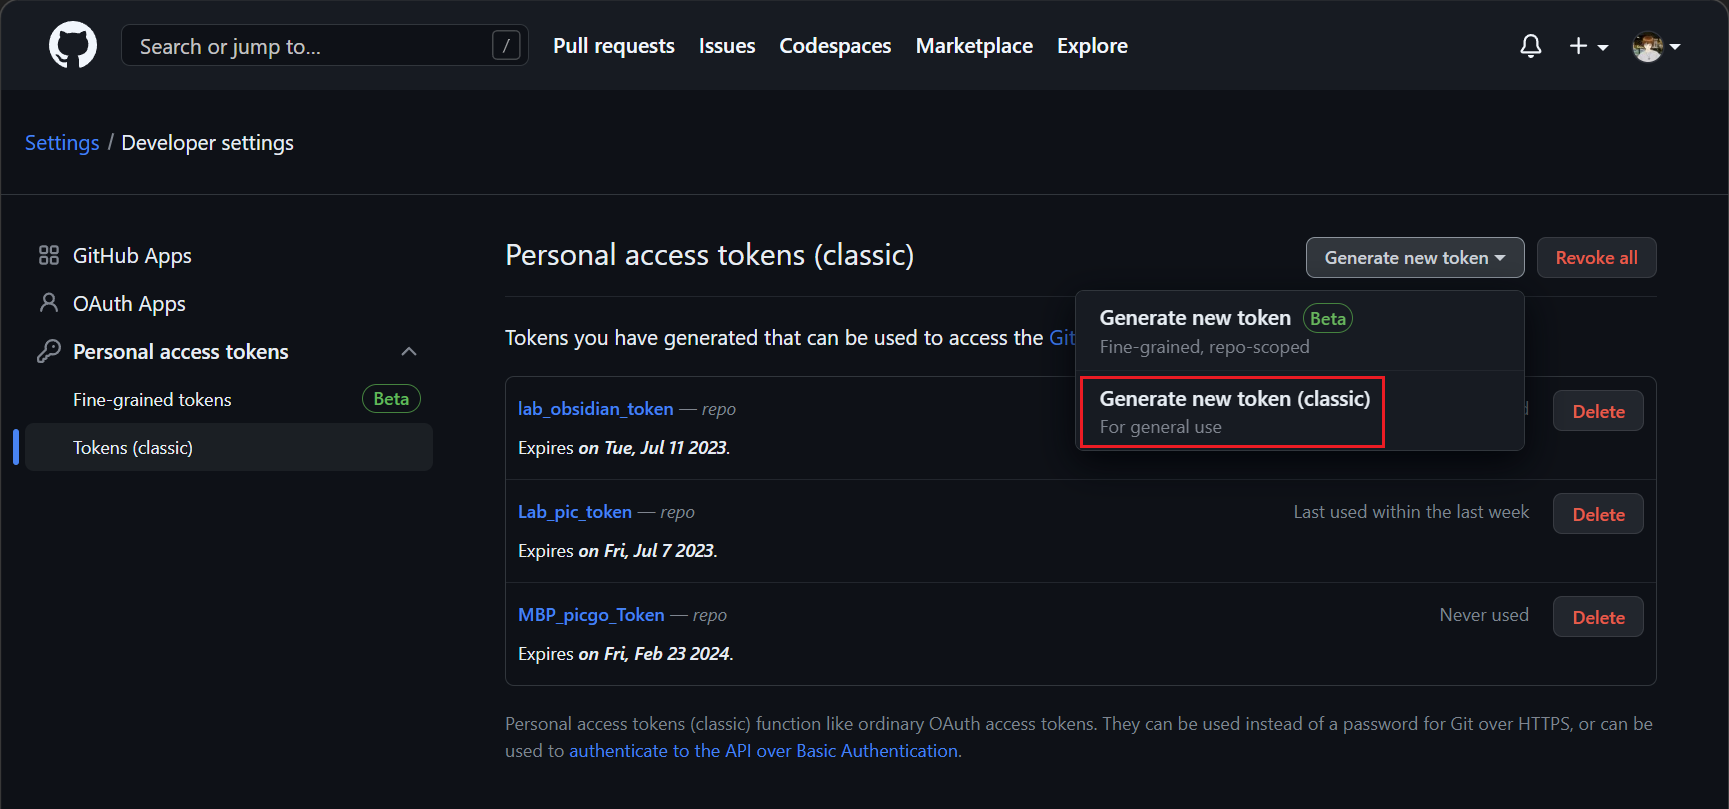 Search or jump to... /
Pull requests Issues Codespaces Marketplace Explore
Settings / Developer settings
GitHub Apps
OAuth Apps
Personal access tokens
Fine-grained tokens Beta
Tokens (classic)
Personal access tokens (classic)
Generate new token
Revoke all
Generate new token Beta
Fine-grained, repo-scoped
Generate new token (classic)
For general use
Tokens you have generated that can be used to access the Git
lab_obsidian_token — repo
Delete
Expires on Tue, Jul 11 2023.
Lab_pic_token — repo
Last used within the last week
Delete
Expires on Fri, Jul 7 2023.
MBP_picgo_Token — repo
Never used
Delete
Expires on Fri, Feb 23 2024.
Personal access tokens (classic) function like ordinary OAuth access tokens. They can be used instead of a password for Git over HTTPS, or can be
used to authenticate to the API over Basic Authentication.